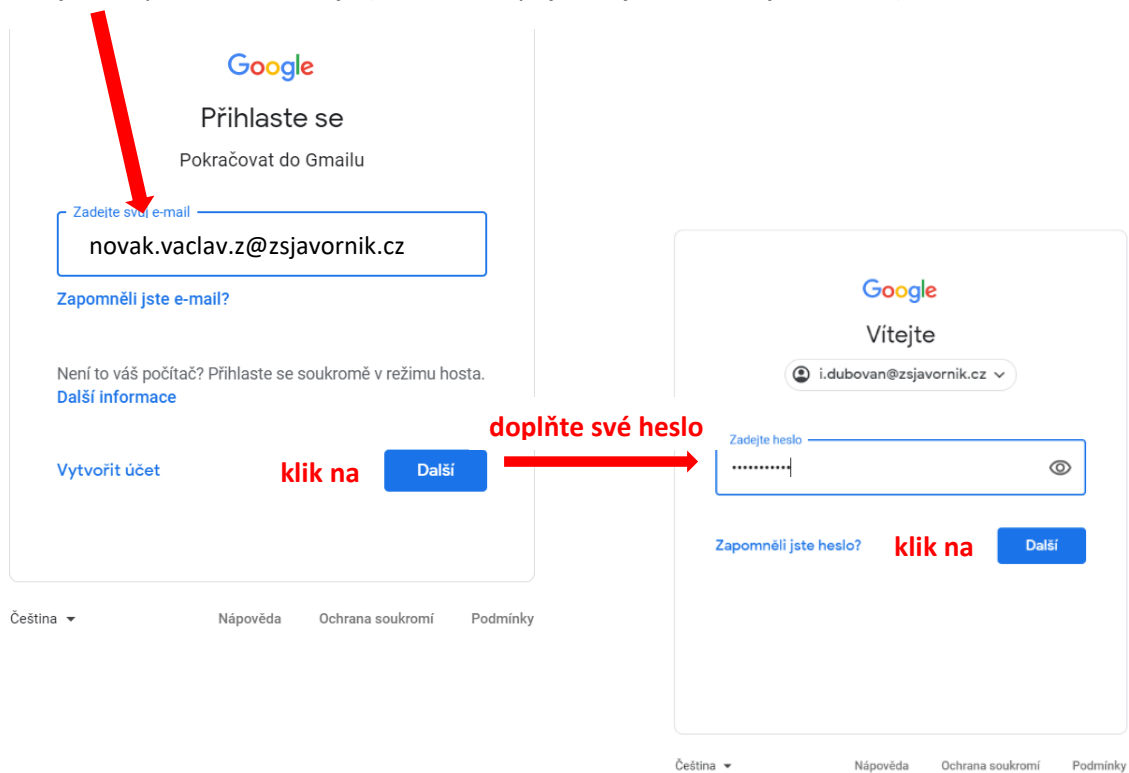 Google
Přihlaste se
Pokračovat do Gmailu
Zadejte svůj e-mail
novak.vaclav.z@zsjavornik.cz
Zapomněli jste e-mail?
Není to váš počítač? Přihlaste se soukromě v režimu hosta.
Další informace
Vytvořit účet
klik na
Další
Čeština
Nápověda
Ochrana soukromí
Podmínky
doplňte své heslo
Google
Vítejte
i.dubovan@zsjavornik.cz
Zadejte heslo
•••••••••••
Zapomněli jste heslo?
klik na
Další
Čeština
Nápověda
Ochrana soukromí
Podmínky